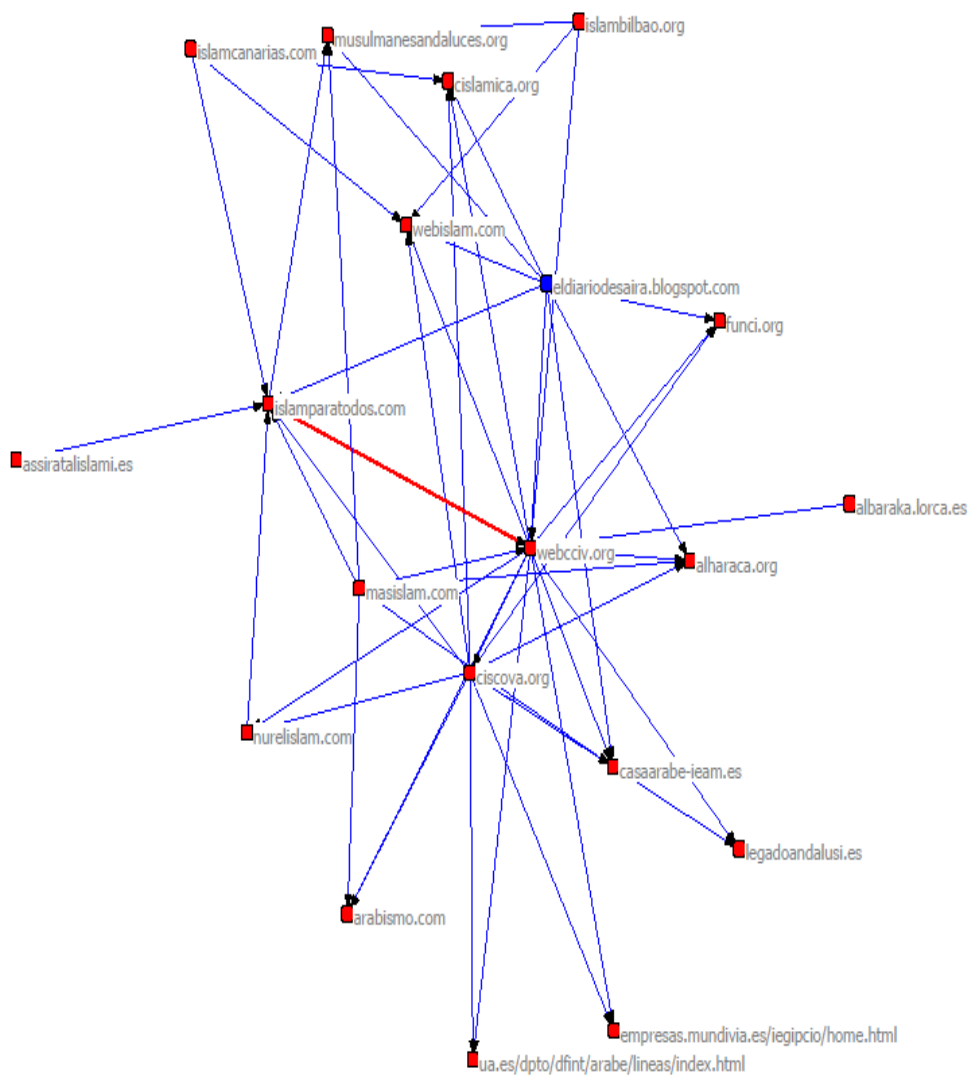 islambilbao.org
musulmanesandaluces.org
islamcanarias.com
cislamica.org
webislam.com
eldiariodesaira.blogspot.com
funci.org
islamparatodos.com
assiratalislami.es
albaraka.lorca.es
webcciv.org
alharaca.org
masislam.com
ciscova.org
nurelislam.com
casaarabe-ieam.es
legadoandalusi.es
arabismo.com
empresas.mundivia.es/iegipcio/home.html
ua.es/dpto/dfint/arabe/lineas/index.html